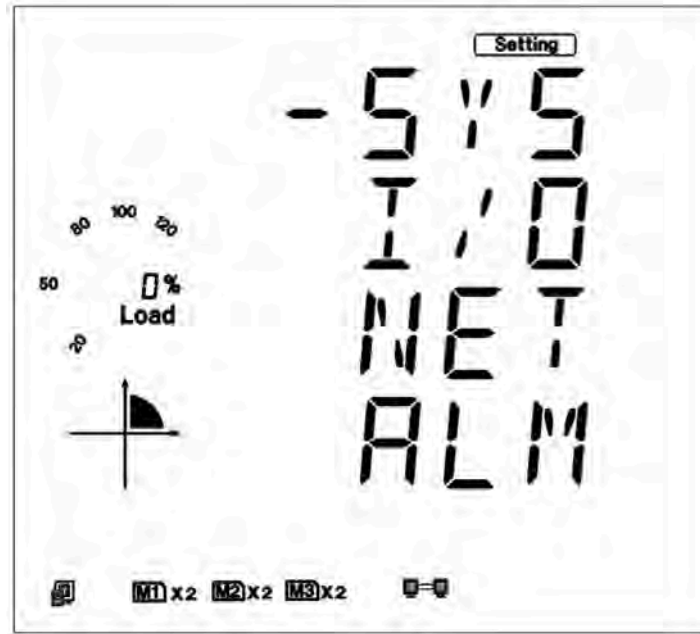 Setting
-SYS
I/O
NET
ALM
20
50
80
100
120
0%
Load
M1 X2 M2 X2 M3 X2